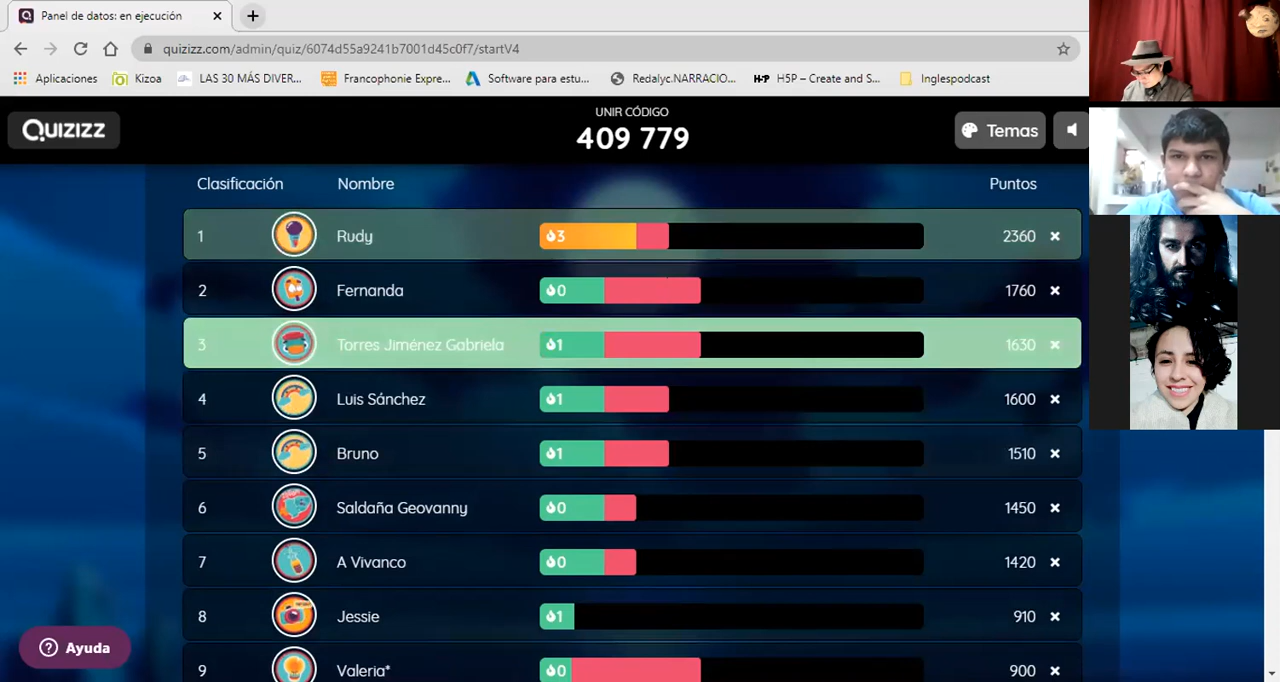 Panel de datos: en ejecución
quizizz.com/admin/quiz/6074d55a9241b7001d45c0f7/startV4
Aplicaciones Kizoa LAS 30 MÁS DIVER... Francophonie Expre... Software para estu... Redalyc.NARRACIO... H5P H5P – Create and S... Inglespodcast
QUIZIZZ
UNIR CÓDIGO
409 779
Temas
Clasificación Nombre Puntos
1 Rudy 3 2360
2 Fernanda 0 1760
3 Torres Jiménez Gabriela 1 1630
4 Luis Sánchez 1 1600
5 Bruno 1 1510
6 Saldaña Geovanny 0 1450
7 A Vivanco 0 1420
8 Jessie 1 910
9 Valeria* 0 900
Ayuda